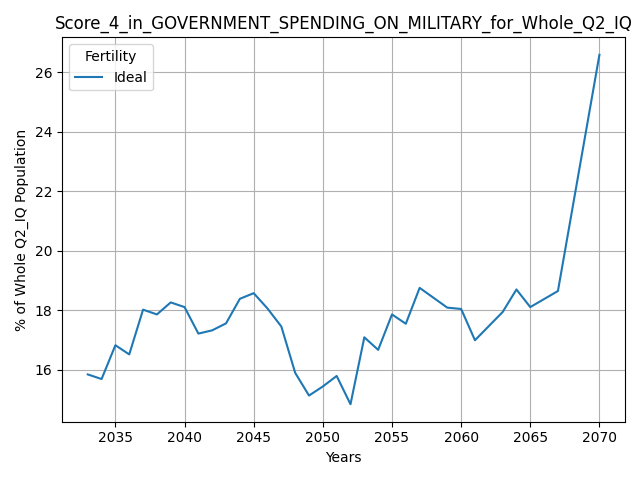 Score_4_in_GOVERNMENT_SPENDING_ON_MILITARY_for_Whole_Q2_IQ
Fertility
Ideal
% of Whole Q2_IQ Population
26
24
22
20
18
16
2035 2040 2045 2050 2055 2060 2065 2070
Years